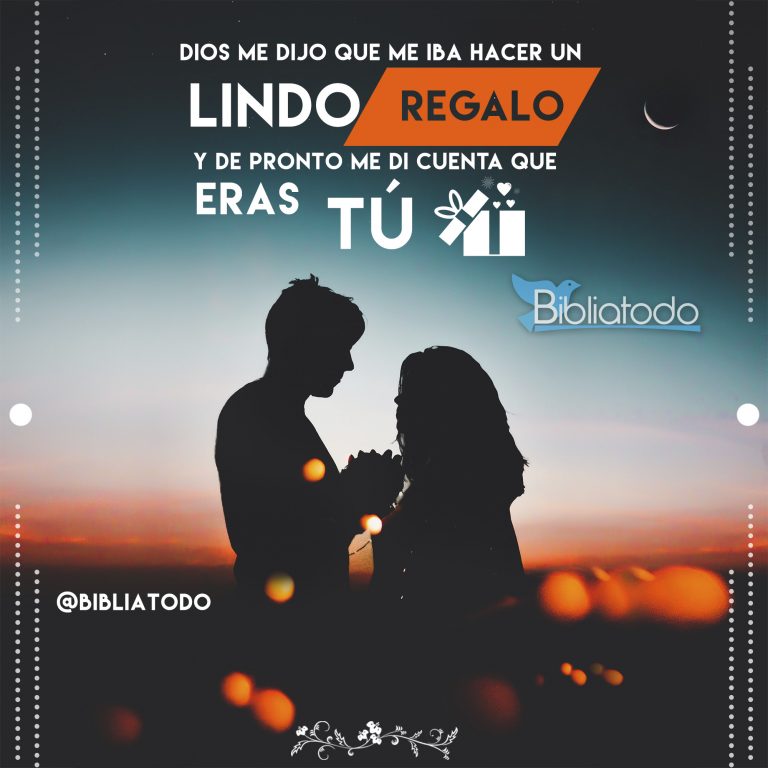 DIOS ME DIJO QUE ME IBA HACER UN
LINDO REGALO
Y DE PRONTO ME DI CUENTA QUE
ERAS TÚ
Bibliatodo
@BIBLIATODO